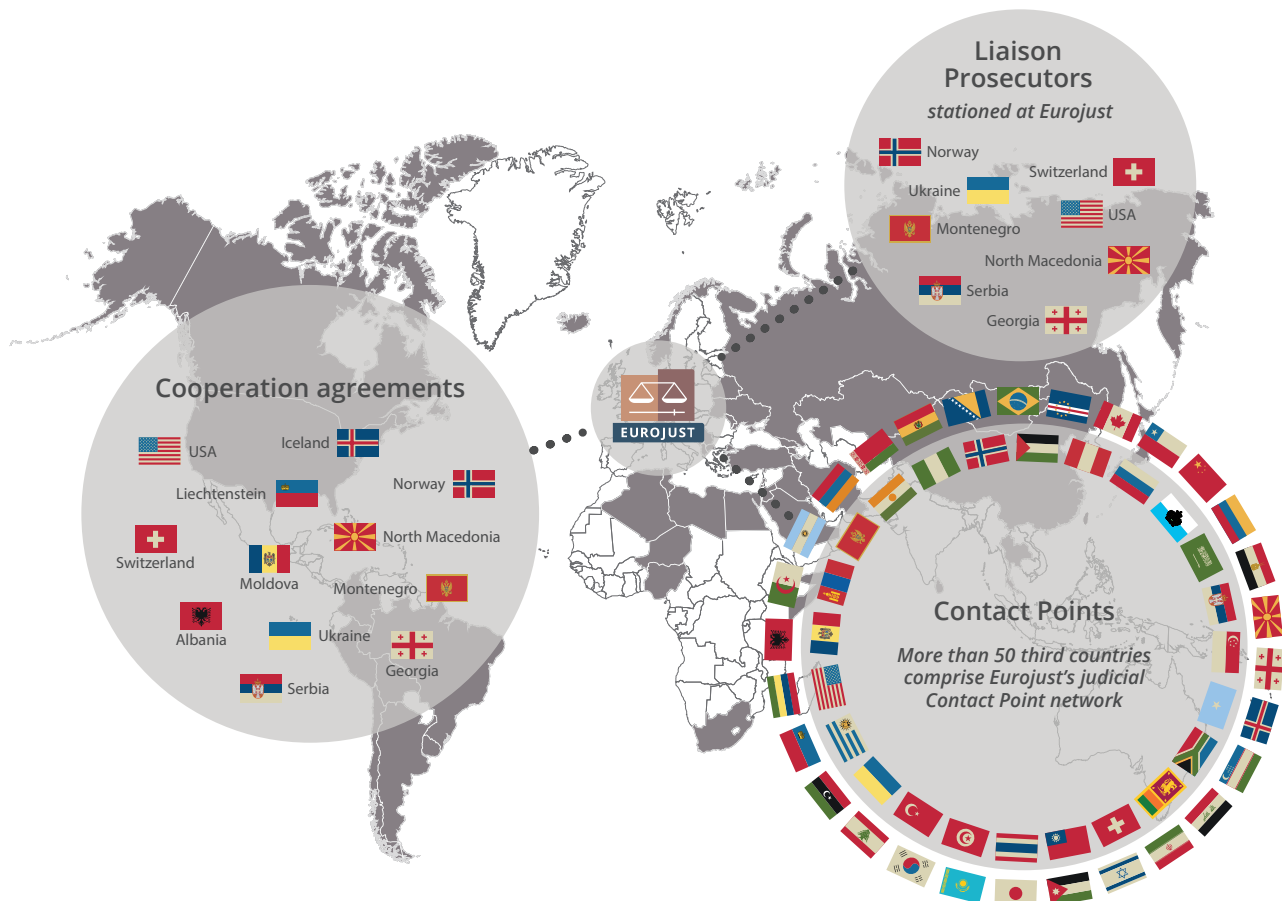 Liaison
Prosecutors
stationed at Eurojust
Norway
Switzerland
Ukraine
USA
Montenegro
North Macedonia
Serbia
Georgia
Cooperation agreements
USA
Iceland
Norway
Liechtenstein
North Macedonia
Switzerland
Moldova
Montenegro
Albania
Ukraine
Georgia
Serbia
EUROJUST
Contact Points
More than 50 third countries
comprise Eurojust's judicial
Contact Point network